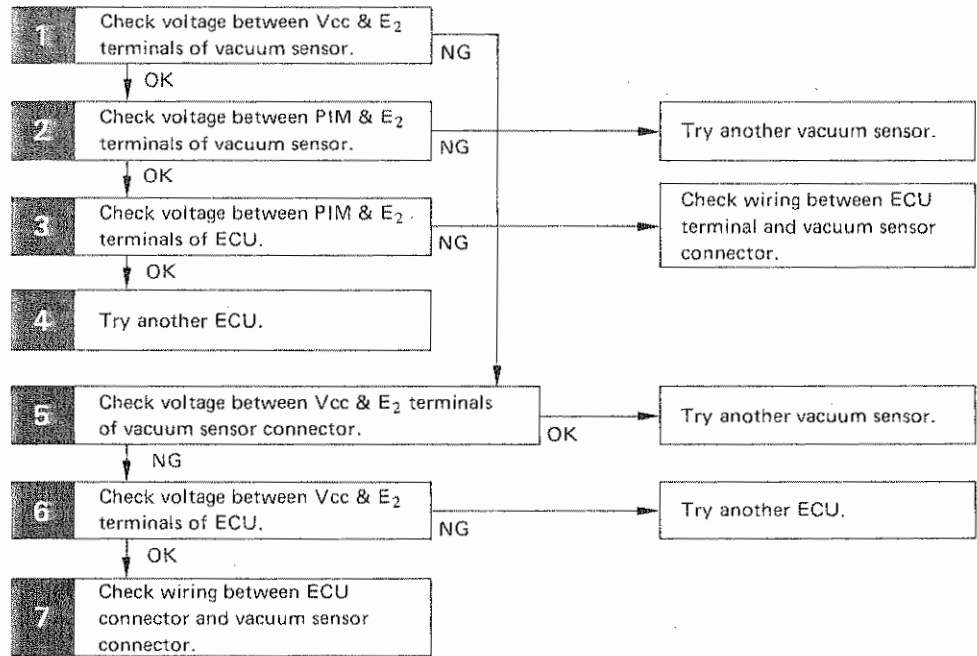 1
Check voltage between Vcc & E₂
terminals of vacuum sensor.
NG
OK
2
Check voltage between PIM & E₂
terminals of vacuum sensor.
NG
Try another vacuum sensor.
OK
3
Check voltage between PIM & E₂
terminals of ECU.
NG
Check wiring between ECU
terminal and vacuum sensor
connector.
OK
4
Try another ECU.
5
Check voltage between Vcc & E₂ terminals
of vacuum sensor connector.
OK
Try another vacuum sensor.
NG
6
Check voltage between Vcc & E₂
terminals of ECU.
NG
Try another ECU.
OK
7
Check wiring between ECU
connector and vacuum sensor
connector.